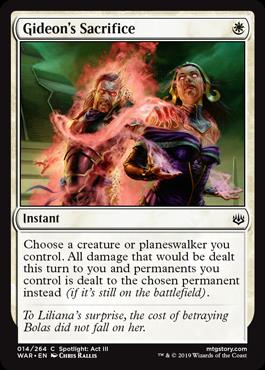 Gideon's Sacrifice
Instant
Choose a creature or planeswalker you
control. All damage that would be dealt
this turn to you and permanents you
control is dealt to the chosen permanent
instead (if it's still on the battlefield).
To Liliana's surprise, the cost of betraying
Bolas did not fall on her.
014/264 C Spotlight: Act III
WAR • EN Chris Rallis
mtgstory.com
™ & © 2019 Wizards of the Coast